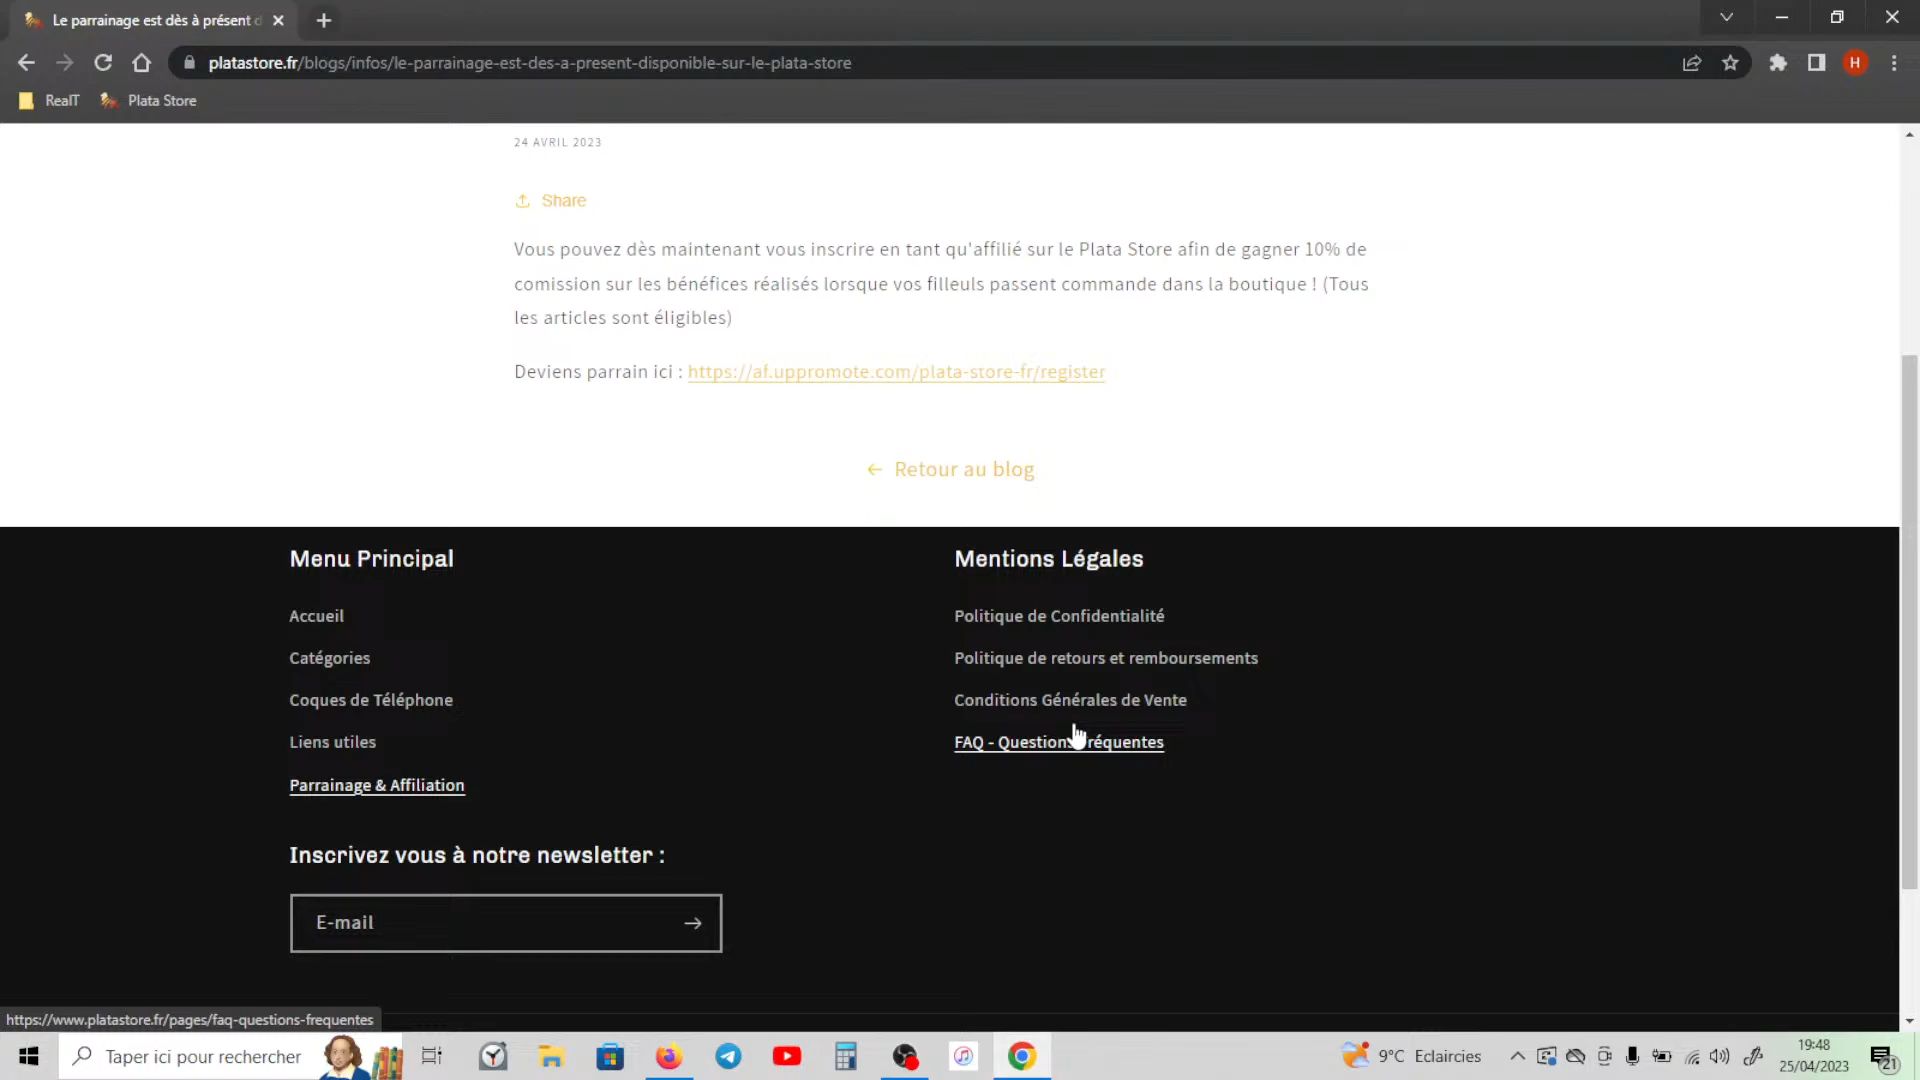 Le parrainage est dès à présent d
platastore.fr/blogs/infos/le-parrainage-est-des-a-present-disponible-sur-le-plata-store
H
RealT
Plata Store
24 AVRIL 2023
Share
Vous pouvez dès maintenant vous inscrire en tant qu'affilié sur le Plata Store afin de gagner 10% de
comission sur les bénéfices réalisés lorsque vos filleuls passent commande dans la boutique ! (Tous
les articles sont éligibles)
Deviens parrain ici : https://af.uppromote.com/plata-store-fr/register
← Retour au blog
Menu Principal
Accueil
Catégories
Coques de Téléphone
Liens utiles
Parrainage & Affiliation
Mentions Légales
Politique de Confidentialité
Politique de retours et remboursements
Conditions Générales de Vente
FAQ - Questions réquentes
Inscrivez vous à notre newsletter :
E-mail
https://www.platastore.fr/pages/faq-questions-frequentes
Taper ici pour rechercher
9°C Eclaircies
19:48
25/04/2023
21